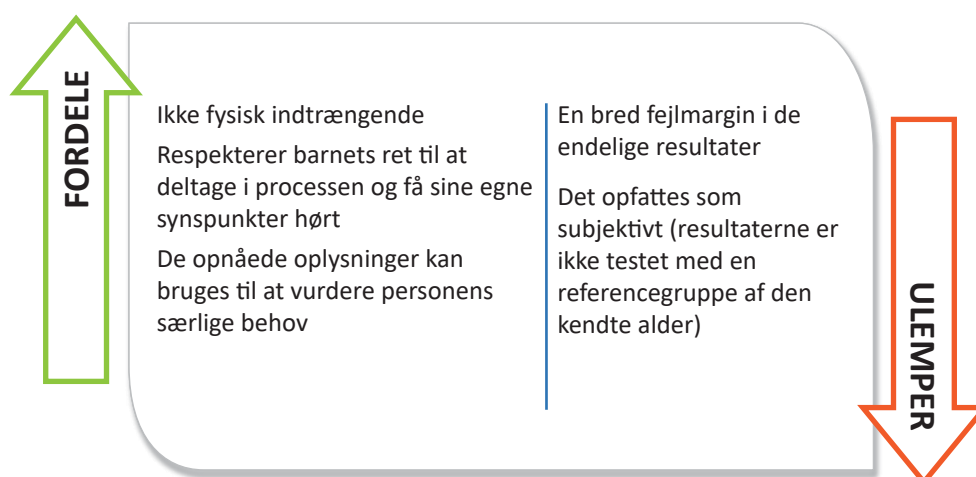 FORDELE
Ikke fysisk indtrængende
Respekterer barnets ret til at
deltage i processen og få sine egne
synspunkter hørt
De opnåede oplysninger kan
bruges til at vurdere personens
særlige behov
En bred fejlmargin i de
endelige resultater
Det opfattes som
subjektivt (resultaterne er
ikke testet med en
referencegruppe af den
kendte alder)
ULEMPER